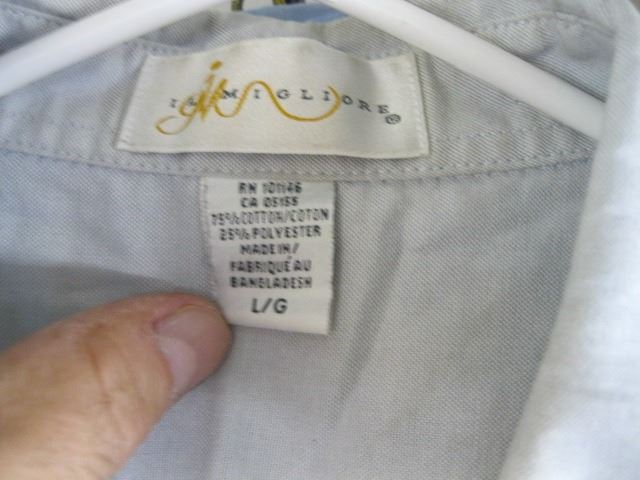 IL MIGLIORE®
RN 101146
CA 05155
75% COTTON/COTON
25% POLYESTER
MADE IN/
FABRIQUÉ AU
BANGLADESH
L/G